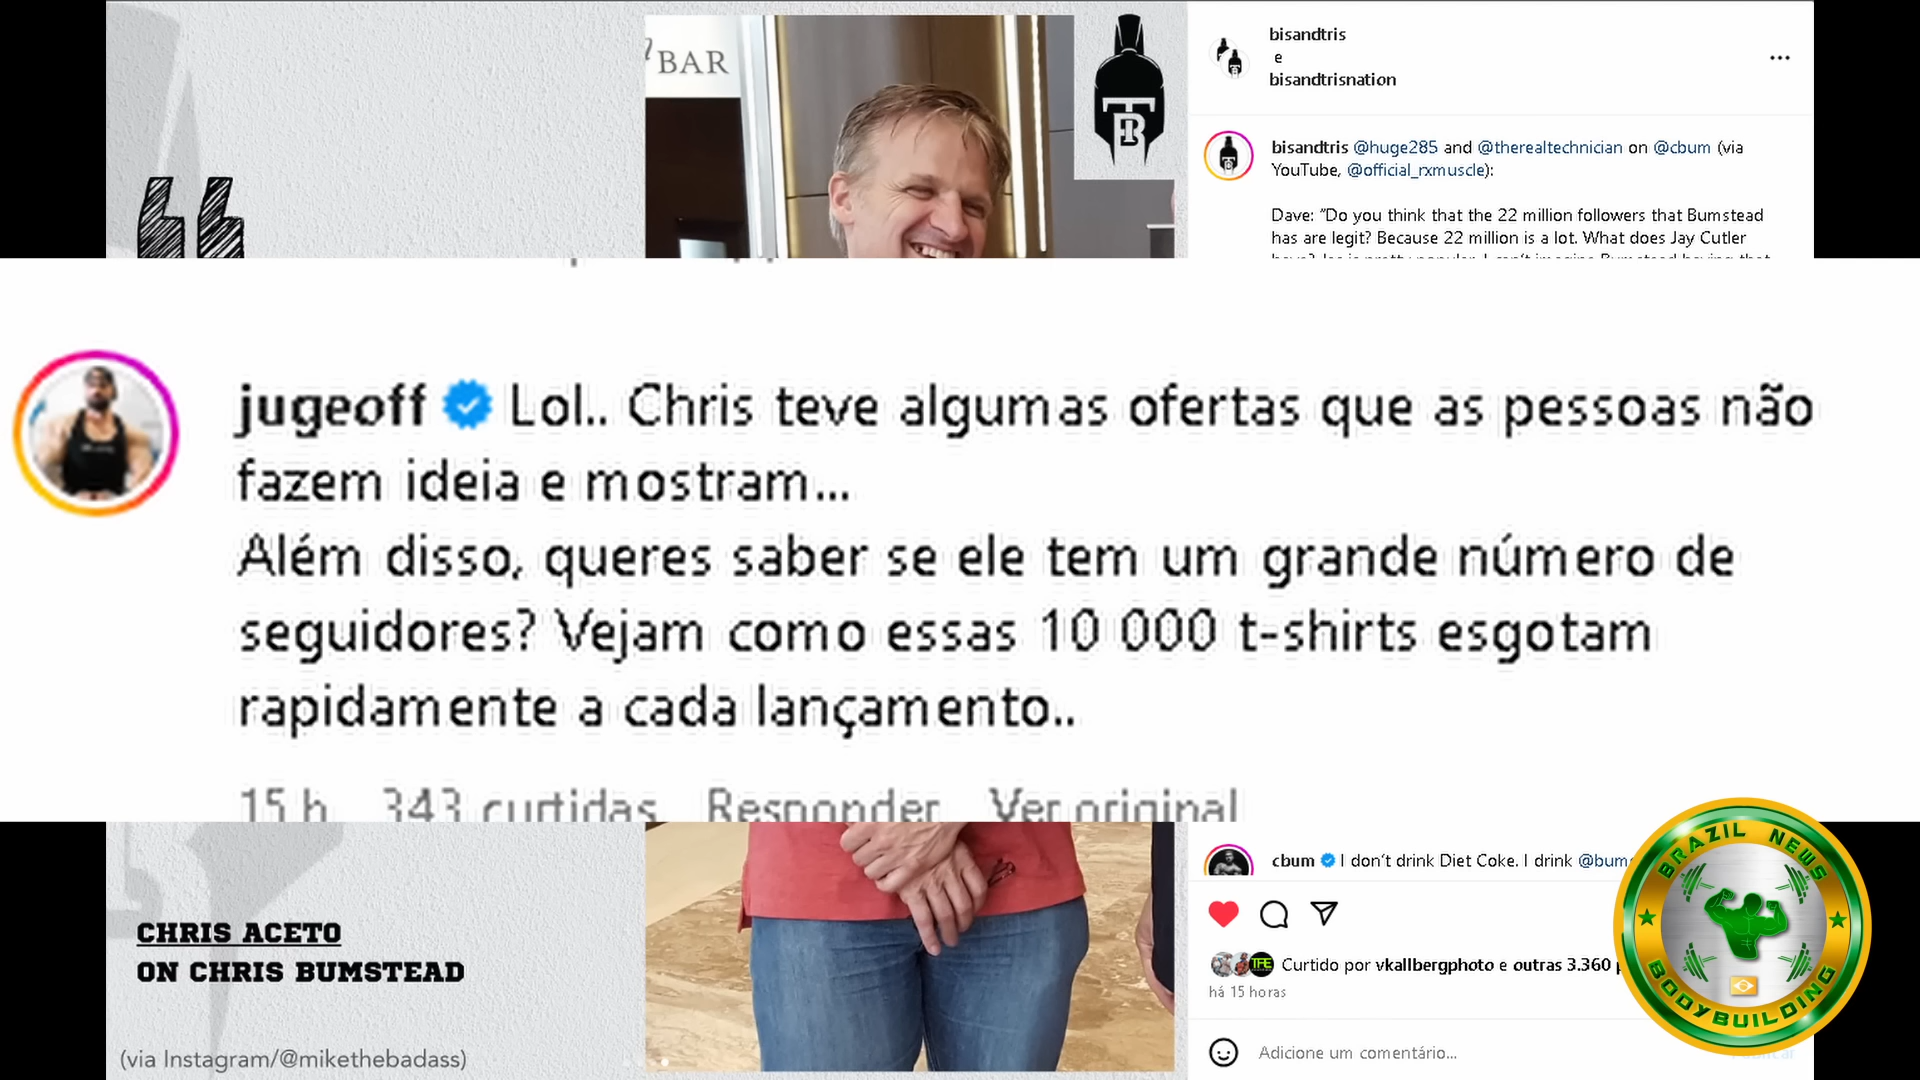 BAR
TB
bisandtris
e
bisandtrisnation
bisandtris @huge285 and @therealtechnician on @cbum (via
YouTube, @official_rxmuscle):
Dave: "Do you think that the 22 million followers that Bumstead
has are legit? Because 22 million is a lot. What does Jay Cutler
jugeoff Lol.. Chris teve algumas ofertas que as pessoas não
fazem ideia e mostram...
Além disso, queres saber se ele tem um grande número de
seguidores? Vejam como essas 10 000 t-shirts esgotam
rapidamente a cada lançamento..
15 h 343 curtidas Responder Ver original
CHRIS ACETO
ON CHRIS BUMSTEAD
(via Instagram/@mikethebadass)
cbum I don't drink Diet Coke. I drink
TFE
Curtido por vkallbergphoto e outras 3.360
há 15 horas
Adicione um comentário...
BRAZIL NEWS
BODYBUILDING